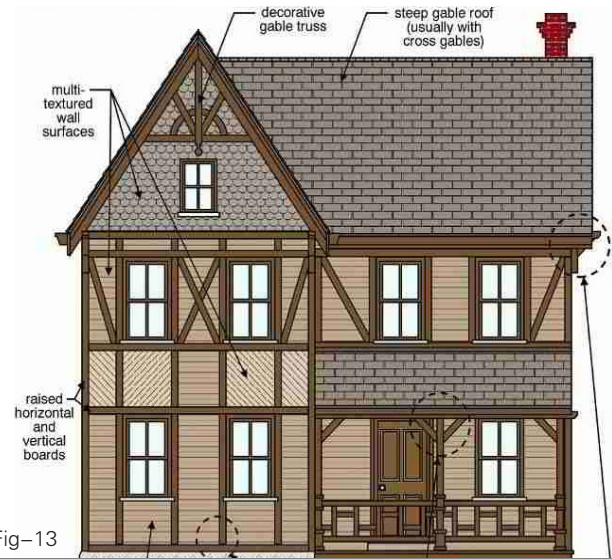 decorative
gable truss
steep gable roof
(usually with
cross gables)
multi-
textured
wall
surfaces
raised
horizontal
and
vertical
boards
Fig–13